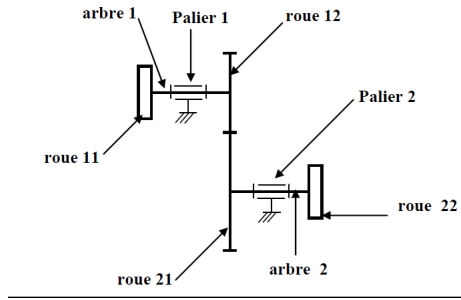 arbre 1
Palier 1
roue 12
Palier 2
roue 11
roue 22
roue 21
arbre 2